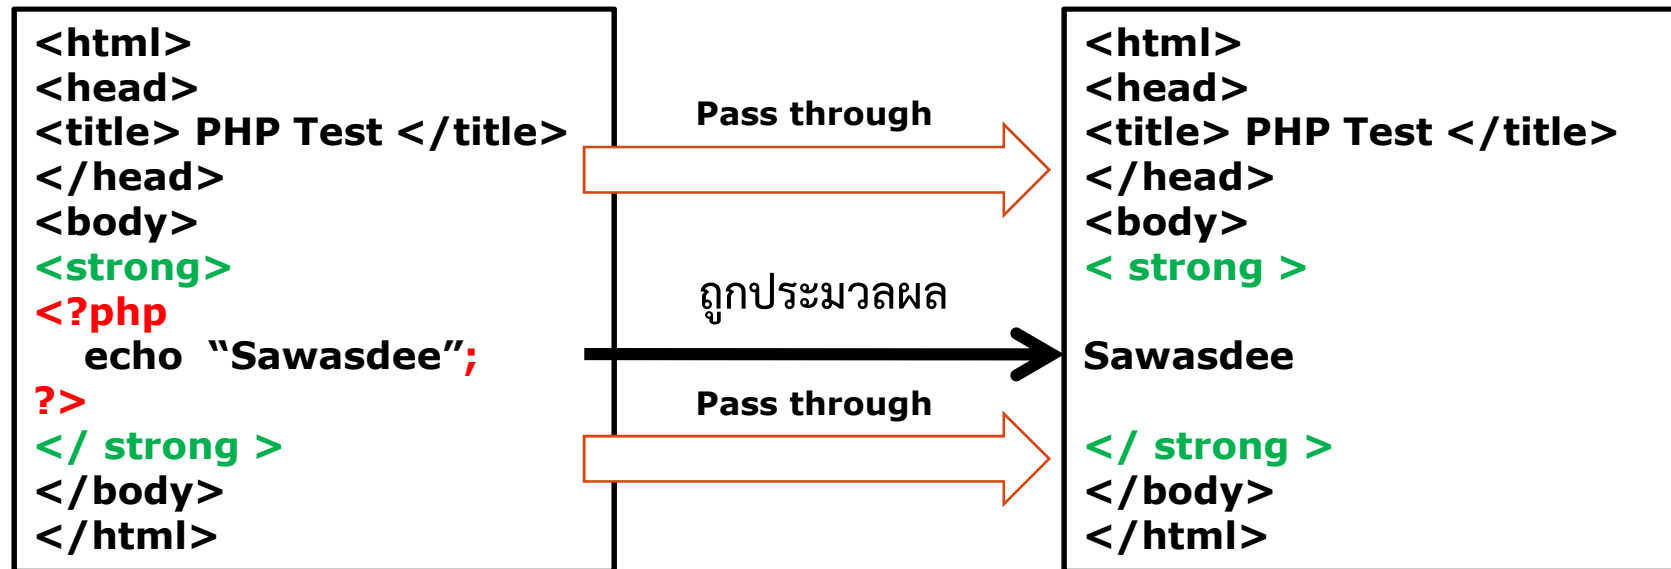 <html>
<head>
<title> PHP Test </title>
</head>
<body>
<strong>
<?php
echo “Sawasdee”;
?>
</ strong >
</body>
</html>
Pass through
ถูกประมวลผล
Pass through
<html>
<head>
<title> PHP Test </title>
</head>
<body>
< strong >
Sawasdee
</ strong >
</body>
</html>